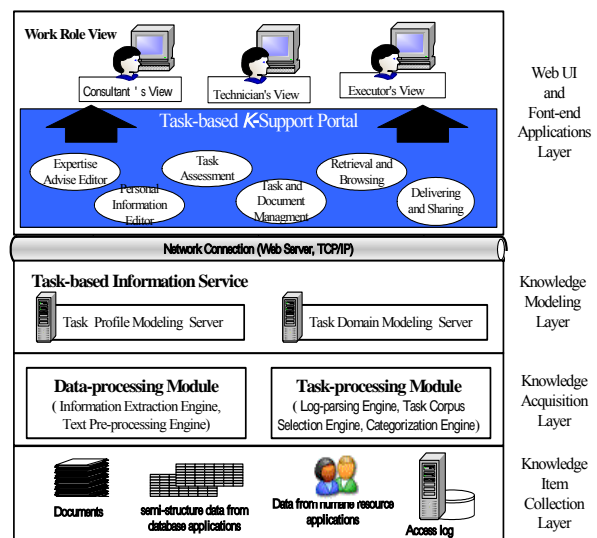 Work Role View
Consultant ' s View
Technician's View
Executor's View
Web UI
and
Font-end
Applications
Layer
Task-based K-Support Portal
Expertise
Advise Editor
Task
Assessment
Retrieval and
Browsing
Personal
Information
Editor
Task and
Document
Managment
Delivering
and Sharing
Network Connection (Web Server, TCP/IP)
Task-based Information Service
Task Profile Modeling Server
Task Domain Modeling Server
Knowledge
Modeling
Layer
Data-processing Module
( Information Extraction Engine,
Text Pre-processing Engine)
Task-processing Module
( Log-parsing Engine, Task Corpus
Selection Engine, Categorization Engine)
Knowledge
Acquisition
Layer
Documents
semi-structure data from
database applications
Data from humane resource
applications
Access log
Knowledge
Item
Collection
Layer